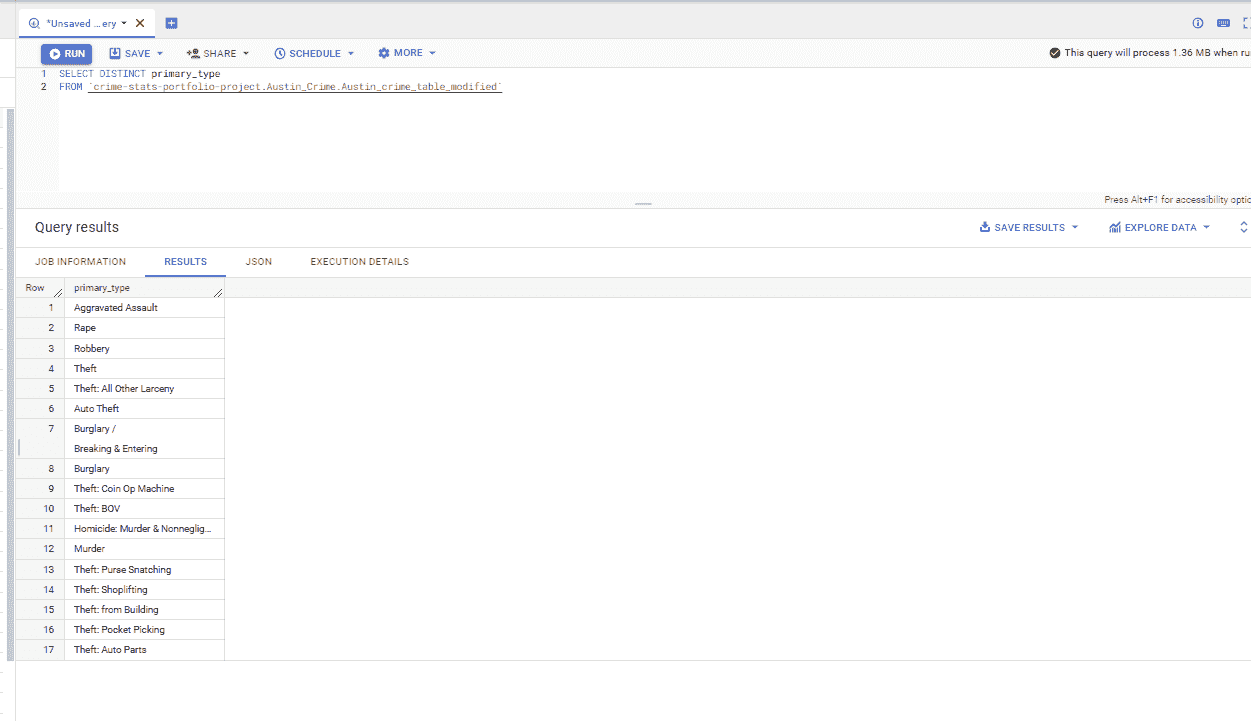 *Unsaved ...ery
RUN SAVE SHARE SCHEDULE MORE
This query will process 1.36 MB when
1 SELECT DISTINCT primary_type
2 FROM `crime-stats-portfolio-project.Austin_Crime.Austin_crime_table_modified`
Press Alt+F1 for accessibility
Query results
SAVE RESULTS EXPLORE DATA
JOB INFORMATION RESULTS JSON EXECUTION DETAILS
Row primary_type
1 Aggravated Assault
2 Rape
3 Robbery
4 Theft
5 Theft: All Other Larceny
6 Auto Theft
7 Burglary /
Breaking & Entering
8 Burglary
9 Theft: Coin Op Machine
10 Theft: BOV
11 Homicide: Murder & Nonneglig...
12 Murder
13 Theft: Purse Snatching
14 Theft: Shoplifting
15 Theft: from Building
16 Theft: Pocket Picking
17 Theft: Auto Parts